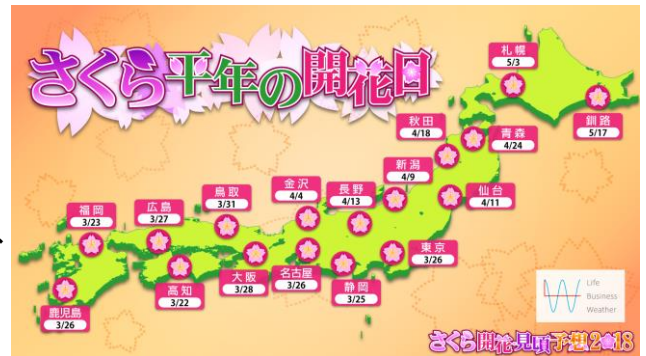 さくら平年の開花日
札幌
5/3
釧路
5/17
秋田
4/18
青森
4/24
新潟
4/9
仙台
4/11
金沢
4/4
長野
4/13
鳥取
3/31
広島
3/27
福岡
3/23
東京
3/26
静岡
3/25
名古屋
3/26
大阪
3/28
高知
3/22
鹿児島
3/26
Life
Business
Weather
さくら開花・見頃予想2018